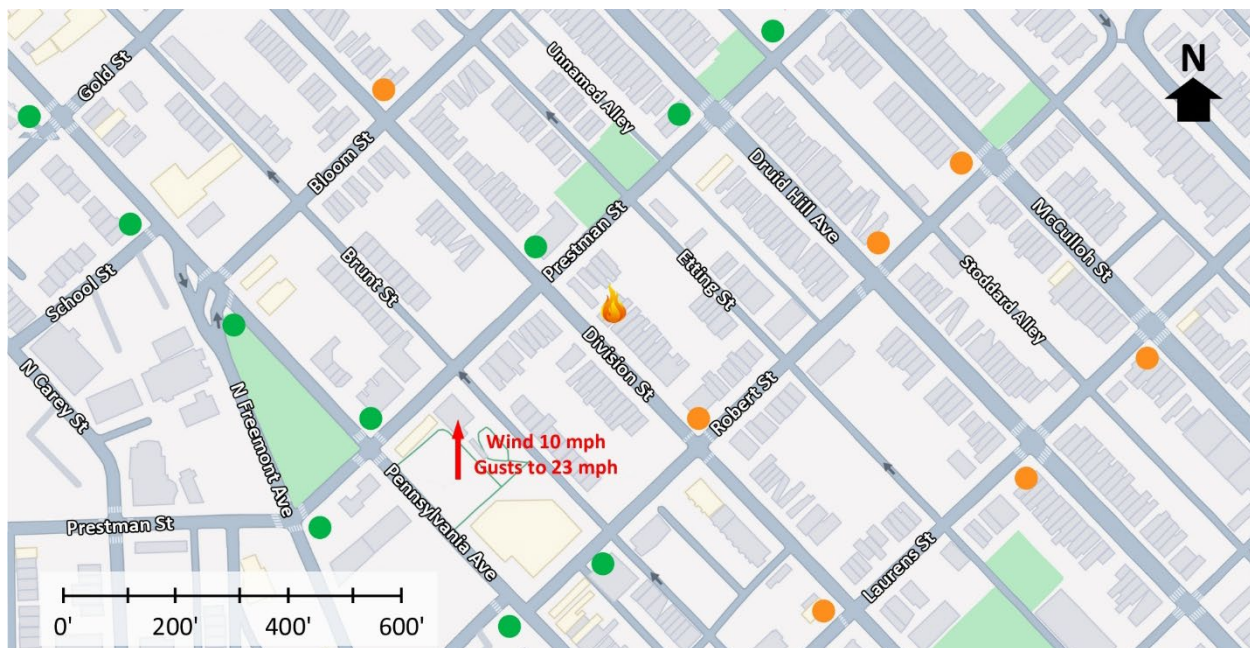 Gold St
Bloom St
Unnamed Alley
N
School St
Brunt St
Prestman St
Druid Hill Ave
McCulloh St
Etting St
Stoddard Alley
N Carey St
N Freemont Ave
Division St
Robert St
Wind 10 mph
Gusts to 23 mph
Prestman St
Pennsylvania Ave
Laurens St
0' 200' 400' 600'